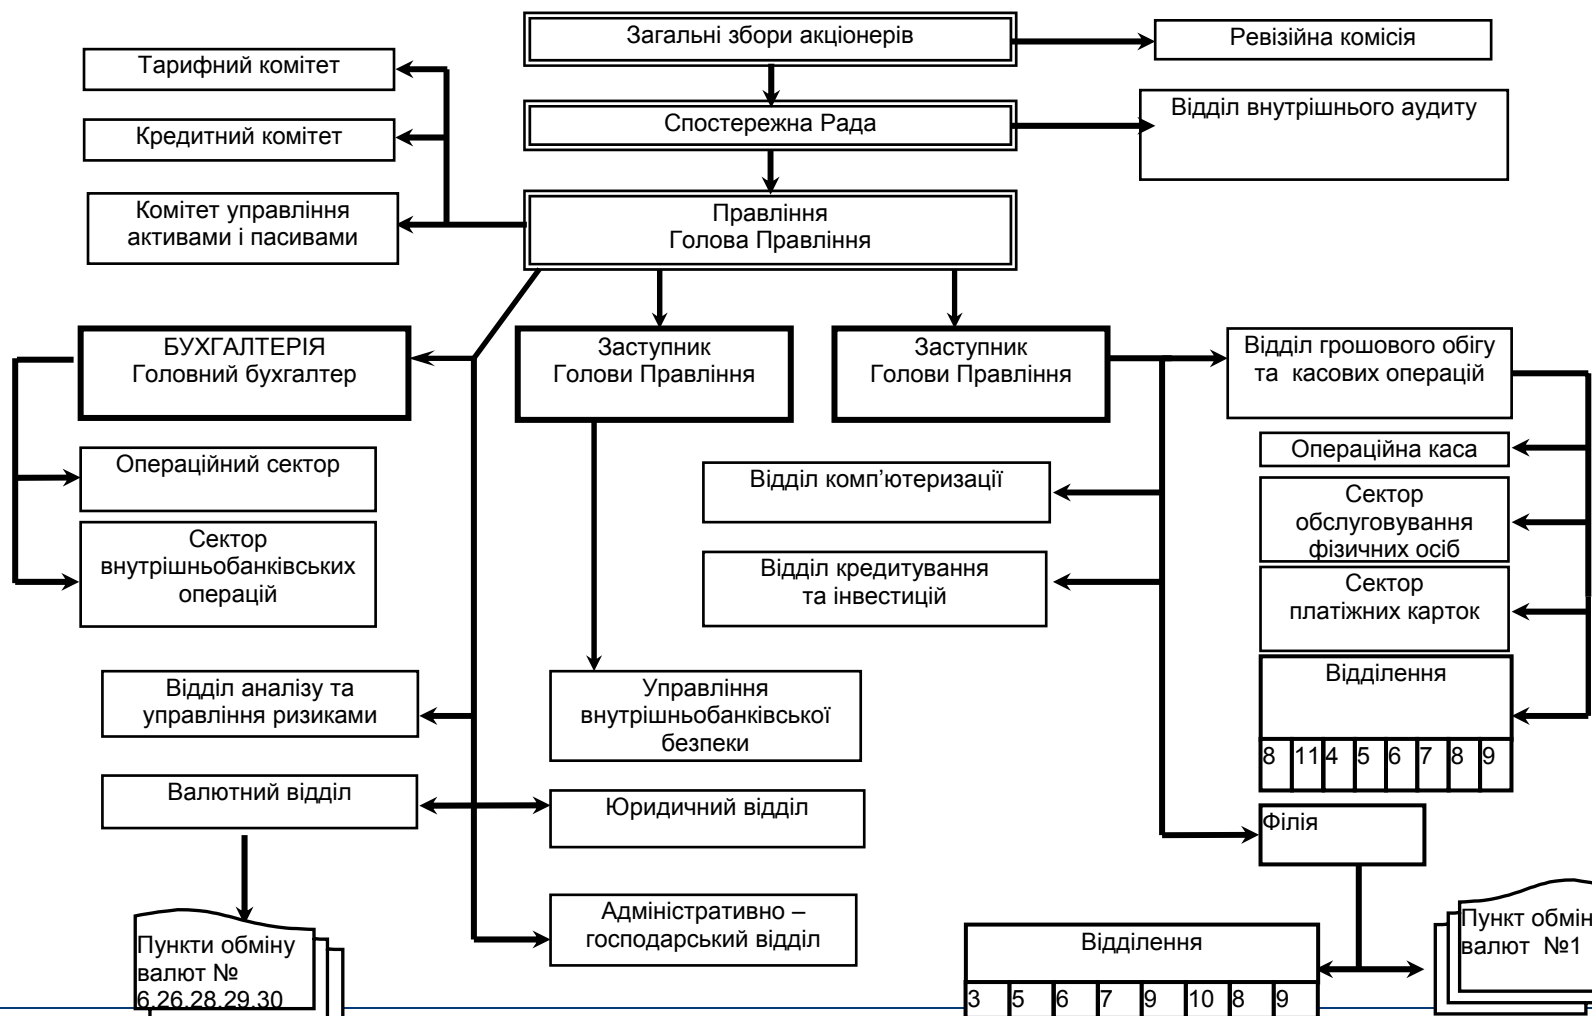 Загальні збори акціонерів
Ревізійна комісія
Тарифний комітет
Кредитний комітет
Спостережна Рада
Відділ внутрішнього аудиту
Комітет управління
активами і пасивами
Правління
Голова Правління
БУХГАЛТЕРІЯ
Головний бухгалтер
Заступник
Голови Правління
Заступник
Голови Правління
Відділ грошового обігу
та касових операцій
Операційний сектор
Сектор
внутрішньобанківських
операцій
Відділ комп’ютеризації
Відділ кредитування
та інвестицій
Операційна каса
Сектор
обслуговування
фізичних осіб
Сектор
платіжних карток
Відділення
8 11 4 5 6 7 8 9
Відділ аналізу та
управління ризиками
Управління
внутрішньобанківської
безпеки
Валютний відділ
Юридичний відділ
Філія
Адміністративно –
господарський відділ
Пункти обміну
валют №
6,26,28,29,30
Відділення
3 5 6 7 9 10 8 9
Пункт обмін
валют №1